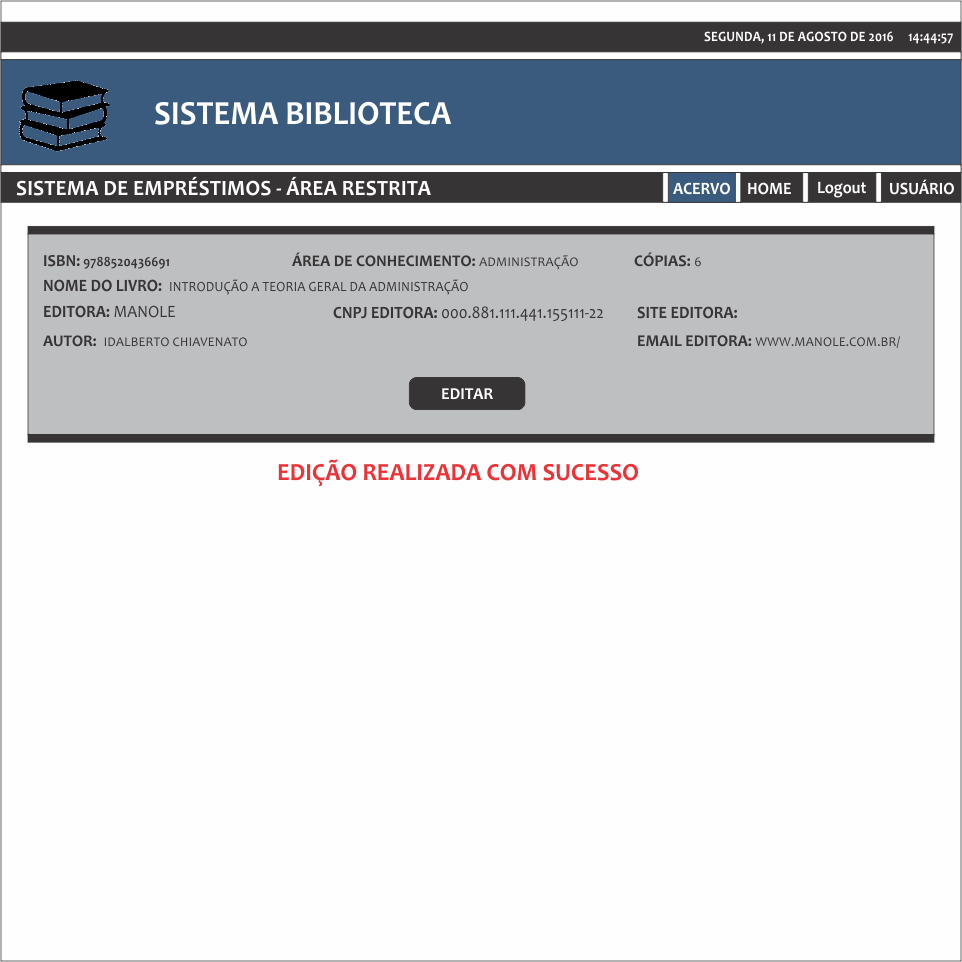 SEGUNDA, 11 DE AGOSTO DE 2016 14:44:57
SISTEMA BIBLIOTECA
SISTEMA DE EMPRÉSTIMOS - ÁREA RESTRITA ACERVO HOME Logout USUÁRIO
ISBN: 9788520436691 ÁREA DE CONHECIMENTO: ADMINISTRAÇÃO CÓPIAS: 6
NOME DO LIVRO: INTRODUÇÃO A TEORIA GERAL DA ADMINISTRAÇÃO
EDITORA: MANOLE CNPJ EDITORA: 000.881.111.441.155111-22 SITE EDITORA:
AUTOR: IDALBERTO CHIAVENATO EMAIL EDITORA: WWW.MANOLE.COM.BR/
EDITAR
EDIÇÃO REALIZADA COM SUCESSO